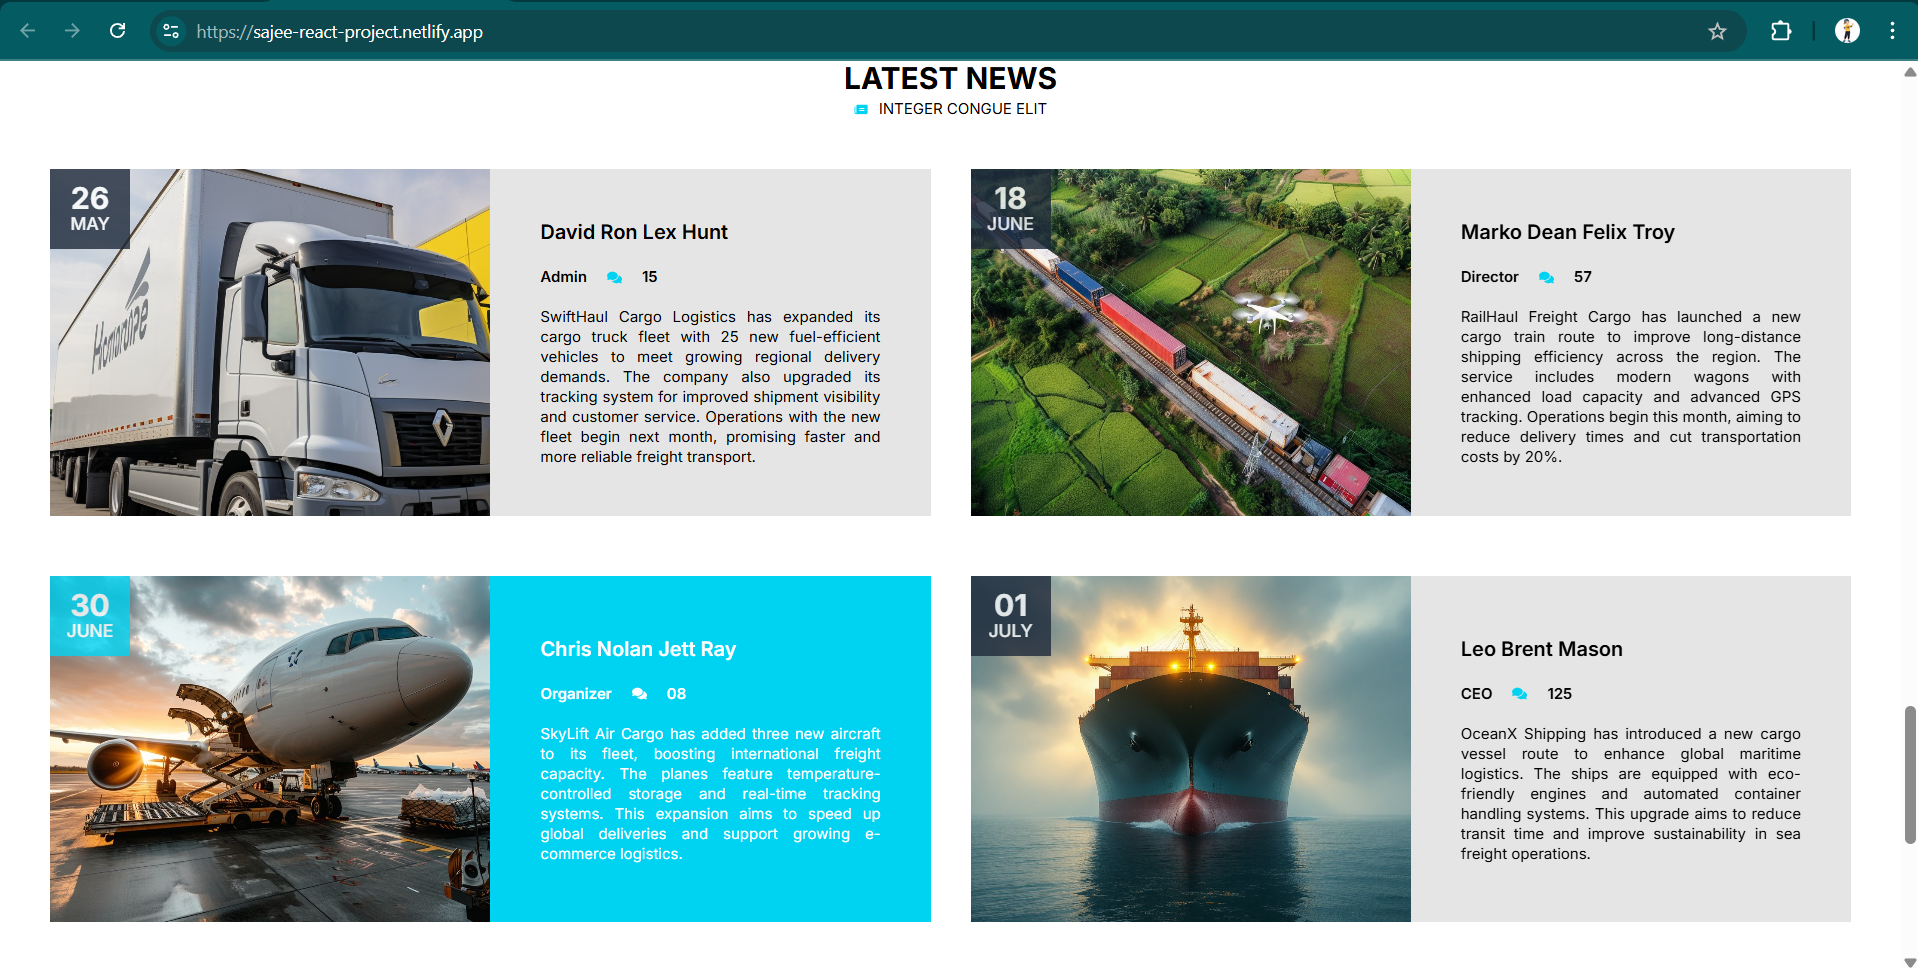 https://sajee-react-project.netlify.app
LATEST NEWS
INTEGER CONGUE ELIT
26
MAY
David Ron Lex Hunt
Admin 15
SwiftHaul Cargo Logistics has expanded its
cargo truck fleet with 25 new fuel-efficient
vehicles to meet growing regional delivery
demands. The company also upgraded its
tracking system for improved shipment visibility
and customer service. Operations with the new
fleet begin next month, promising faster and
more reliable freight transport.
18
JUNE
Marko Dean Felix Troy
Director 57
RailHaul Freight Cargo has launched a new
cargo train route to improve long-distance
shipping efficiency across the region. The
service includes modern wagons with
enhanced load capacity and advanced GPS
tracking. Operations begin this month, aiming to
reduce delivery times and cut transportation
costs by 20%.
30
JUNE
Chris Nolan Jett Ray
Organizer 08
SkyLift Air Cargo has added three new aircraft
to its fleet, boosting international freight
capacity. The planes feature temperature-
controlled storage and real-time tracking
systems. This expansion aims to speed up
global deliveries and support growing e-
commerce logistics.
01
JULY
Leo Brent Mason
CEO 125
OceanX Shipping has introduced a new cargo
vessel route to enhance global maritime
logistics. The ships are equipped with eco-
friendly engines and automated container
handling systems. This upgrade aims to reduce
transit time and improve sustainability in sea
freight operations.